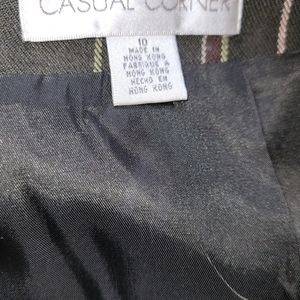 CASUAL CORNER
10
MADE IN
HONG KONG
FABRIQUE A
HONG KONG
HECHO EN
HONG KONG